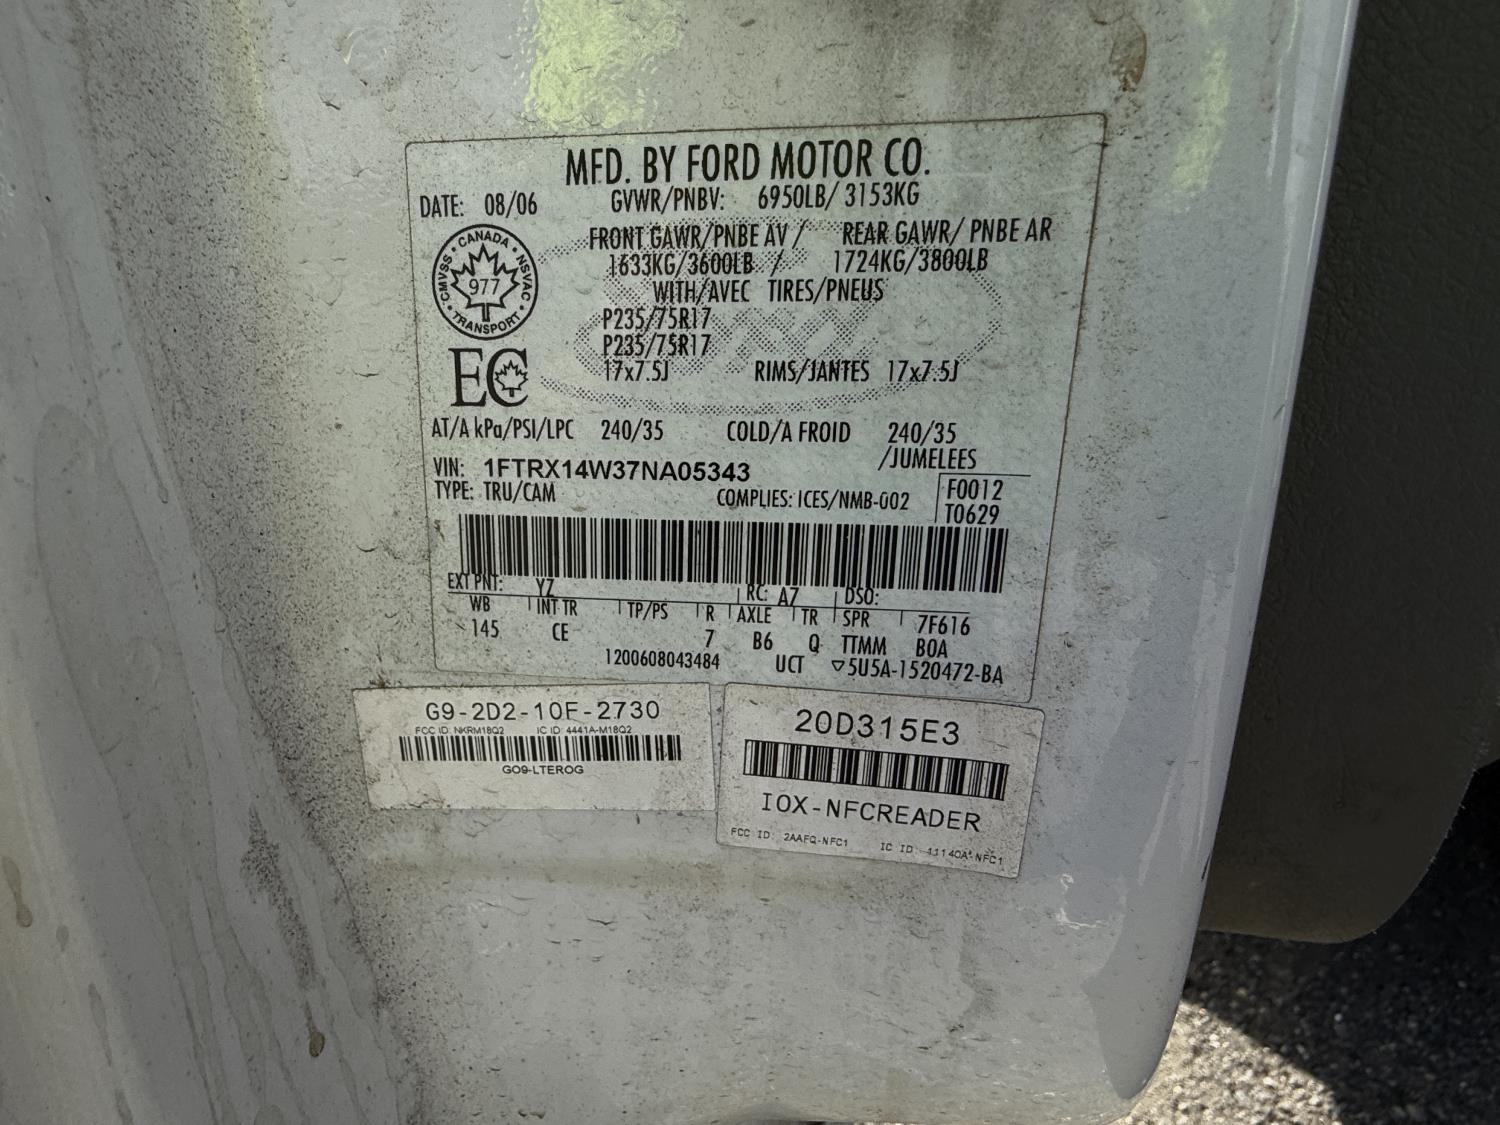 MFD. BY FORD MOTOR CO.
DATE: 08/06 GVWR/PNBV: 6950LB/ 3153KG
FRONT GAWR/PNBE AV / REAR GAWR/ PNBE AR
1633KG/3600LB / 1724KG/3800LB
WITH/AVEC TIRES/PNEUS
P235/75R17
P235/75R17
17x7.5J RIMS/JANTES 17x7.5J
CANADA
CMVSS NSVAC
977
TRANSPORT
EC
AT/A kPa/PSI/LPC 240/35 COLD/A FROID 240/35
/JUMELEES
VIN: 1FTRX14W37NA05343
TYPE: TRU/CAM COMPLIES: ICES/NMB-002
F0012
T0629
EXT PNT: YZ RC: A7 DSO:
WB INT TR TP/PS R AXLE TR SPR 7F616
145 CE 7 B6 Q TTMM BOA
1200608043484 UCT ▽5U5A-1520472-BA
G9-2D2-10F-2730
FCC ID: NKRM18Q2 IC ID: 4441A-M18Q2
GO9-LTEROG
20D315E3
IOX-NFCREADER
FCC ID: 2AAFQ-NFC1 IC ID: 11140A-NFC1